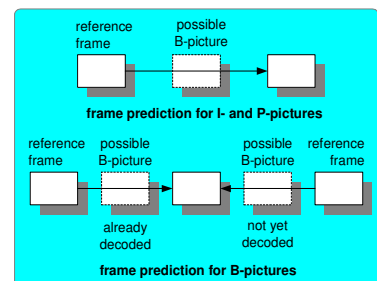 reference possible
frame B-picture
frame prediction for I- and P-pictures
reference possible possible reference
frame B-picture B-picture frame
already not yet
decoded decoded
frame prediction for B-pictures